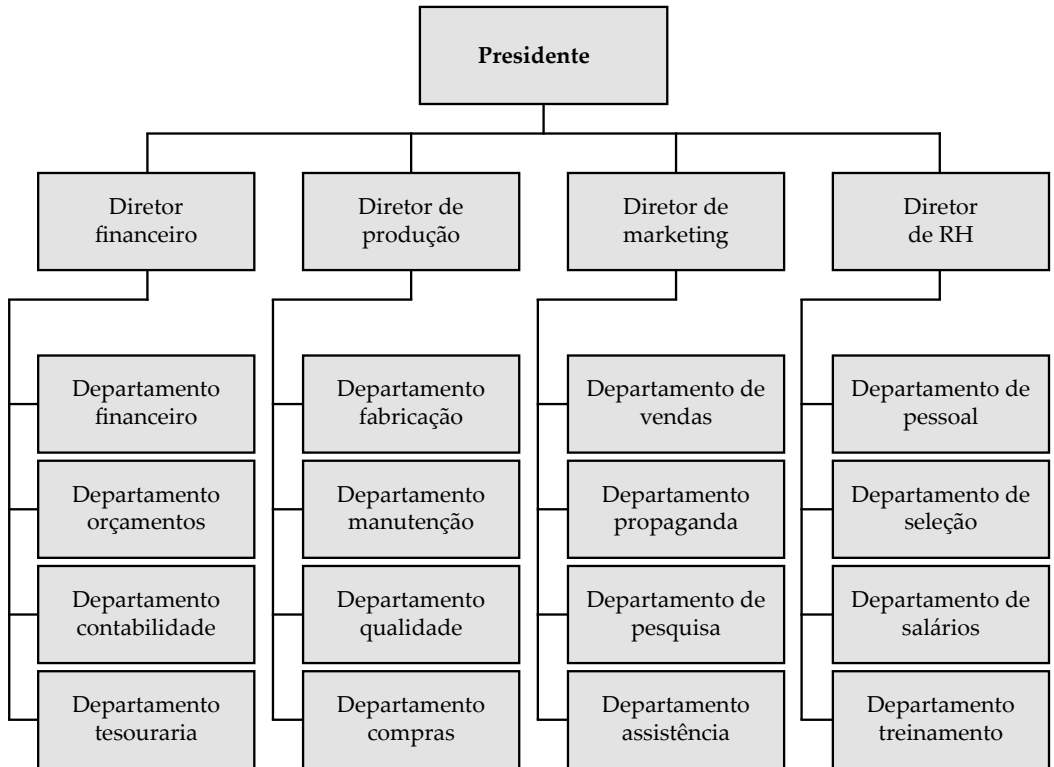 Presidente
Diretor
financeiro
Diretor de
produção
Diretor de
marketing
Diretor
de RH
Departamento
financeiro
Departamento
fabricação
Departamento de
vendas
Departamento de
pessoal
Departamento
orçamentos
Departamento
manutenção
Departamento
propaganda
Departamento de
seleção
Departamento
contabilidade
Departamento
qualidade
Departamento de
pesquisa
Departamento de
salários
Departamento
tesouraria
Departamento
compras
Departamento
assistência
Departamento
treinamento